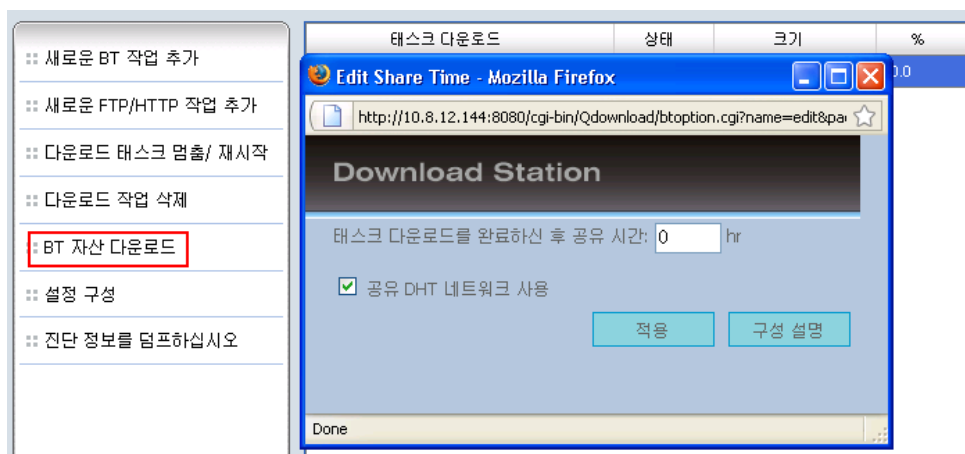 새로운 BT 작업 추가
새로운 FTP/HTTP 작업 추가
다운로드 태스크 멈춤/ 재시작
다운로드 작업 삭제
BT 자산 다운로드
설정 구성
진단 정보를 덤프하십시오
태스크 다운로드 상태 크기 %
0.0
Edit Share Time - Mozilla Firefox
http://10.8.12.144:8080/cgi-bin/Qdownload/btoption.cgi?name=edit&pa
Download Station
태스크 다운로드를 완료하신 후 공유 시간: 0 hr
공유 DHT 네트워크 사용
적용 구성 설명
Done